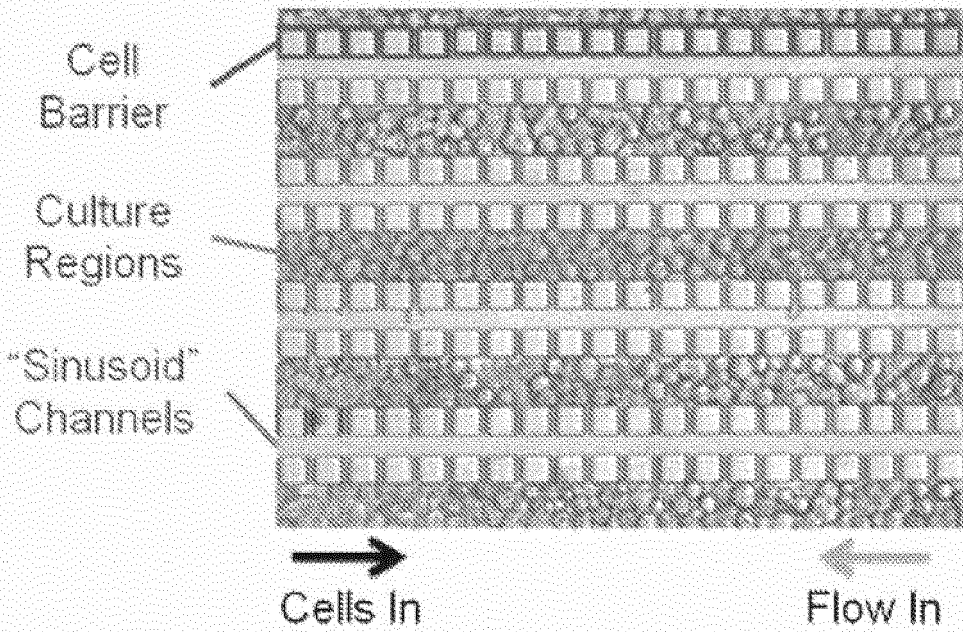 Cell
Barrier
Culture
Regions
"Sinusoid"
Channels
Cells In
Flow In